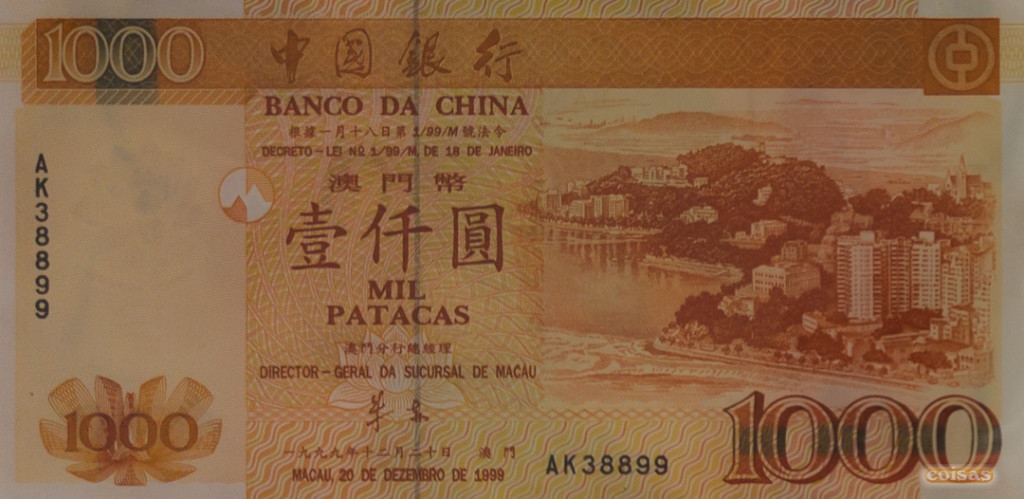 1000
中國銀行
BANCO DA CHINA
根據一月十八日第 1/99/M 號法令
DECRETO-LEI Nº 1/99/M, DE 18 DE JANEIRO
澳門幣
壹仟圓
MIL
PATACAS
澳門分行總經理
DIRECTOR-GERAL DA SUCURSAL DE MACAU
一九九九年十二月二十日 澳門
MACAU, 20 DE DEZEMBRO DE 1999
AK38899
1000
AK38899
1000
coisas